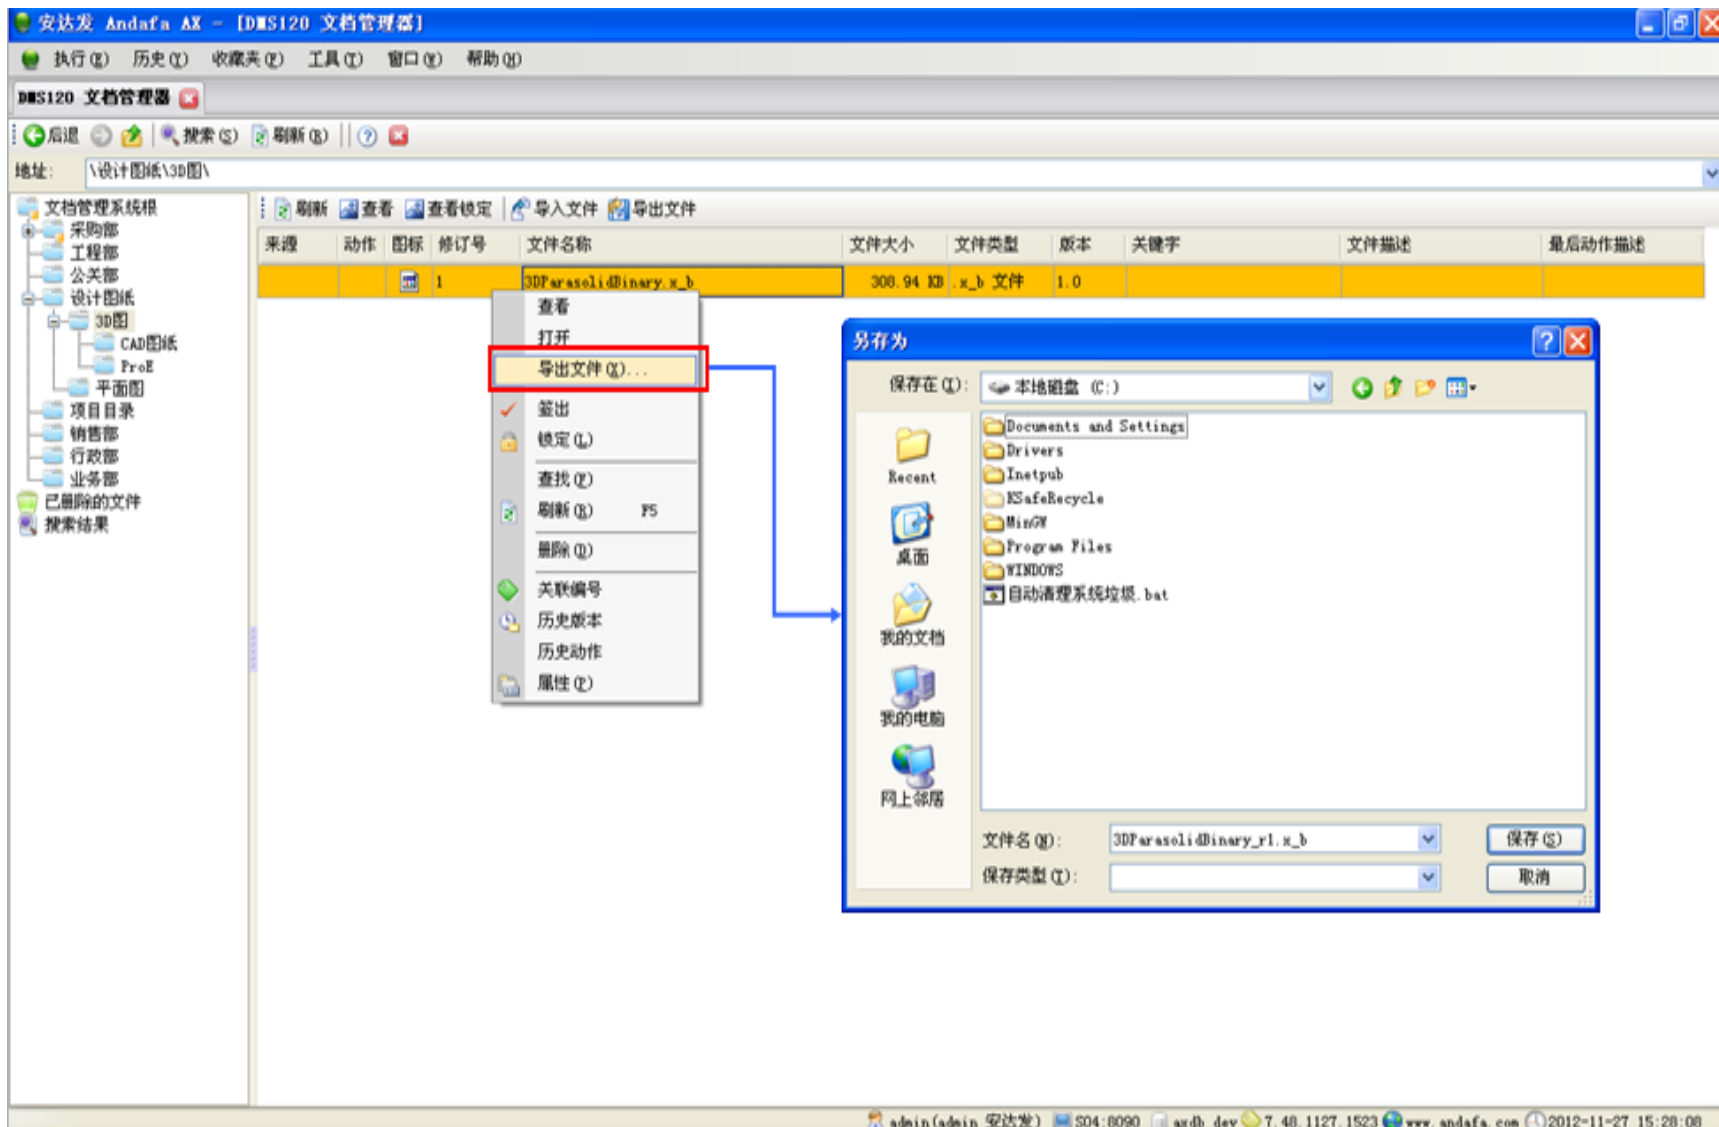 安达发 Andafa AX - [DMS120 文档管理器]
执行(E) 历史(Y) 收藏夹(F) 工具(T) 窗口(W) 帮助(H)
DMS120 文档管理器
后退 搜索(S) 刷新(R)
地址: \设计图纸\3D图\
文档管理系统根
采购部
工程部
公关部
设计图纸
3D图
CAD图纸
ProE
平面图
项目目录
销售部
行政部
业务部
已删除的文件
搜索结果
刷新 查看 查看锁定 导入文件 导出文件
来源 动作 图标 修订号 文件名称 文件大小 文件类型 版本 关键字 文件描述 最后动作描述
1 3DParasolidBinary.x_b 308.94 KB .x_b 文件 1.0
查看
打开
导出文件(X)...
签出
锁定(L)
查找(F)
刷新(R) F5
删除(D)
关联编号
历史版本
历史动作
属性(P)
另存为
保存在(I): 本地磁盘 (C:)
Recent
桌面
我的文档
我的电脑
网上邻居
Documents and Settings
Drivers
Inetpub
KSafeRecycle
MinGW
Program Files
WINDOWS
自动清理系统垃圾.bat
文件名(N): 3DParasolidBinary_r1.x_b 保存(S)
保存类型(T): 取消
admin(admin 安达发) S04:8090 axdb_dev 7.48.1127.1523 www.andafa.com 2012-11-27 15:28:08